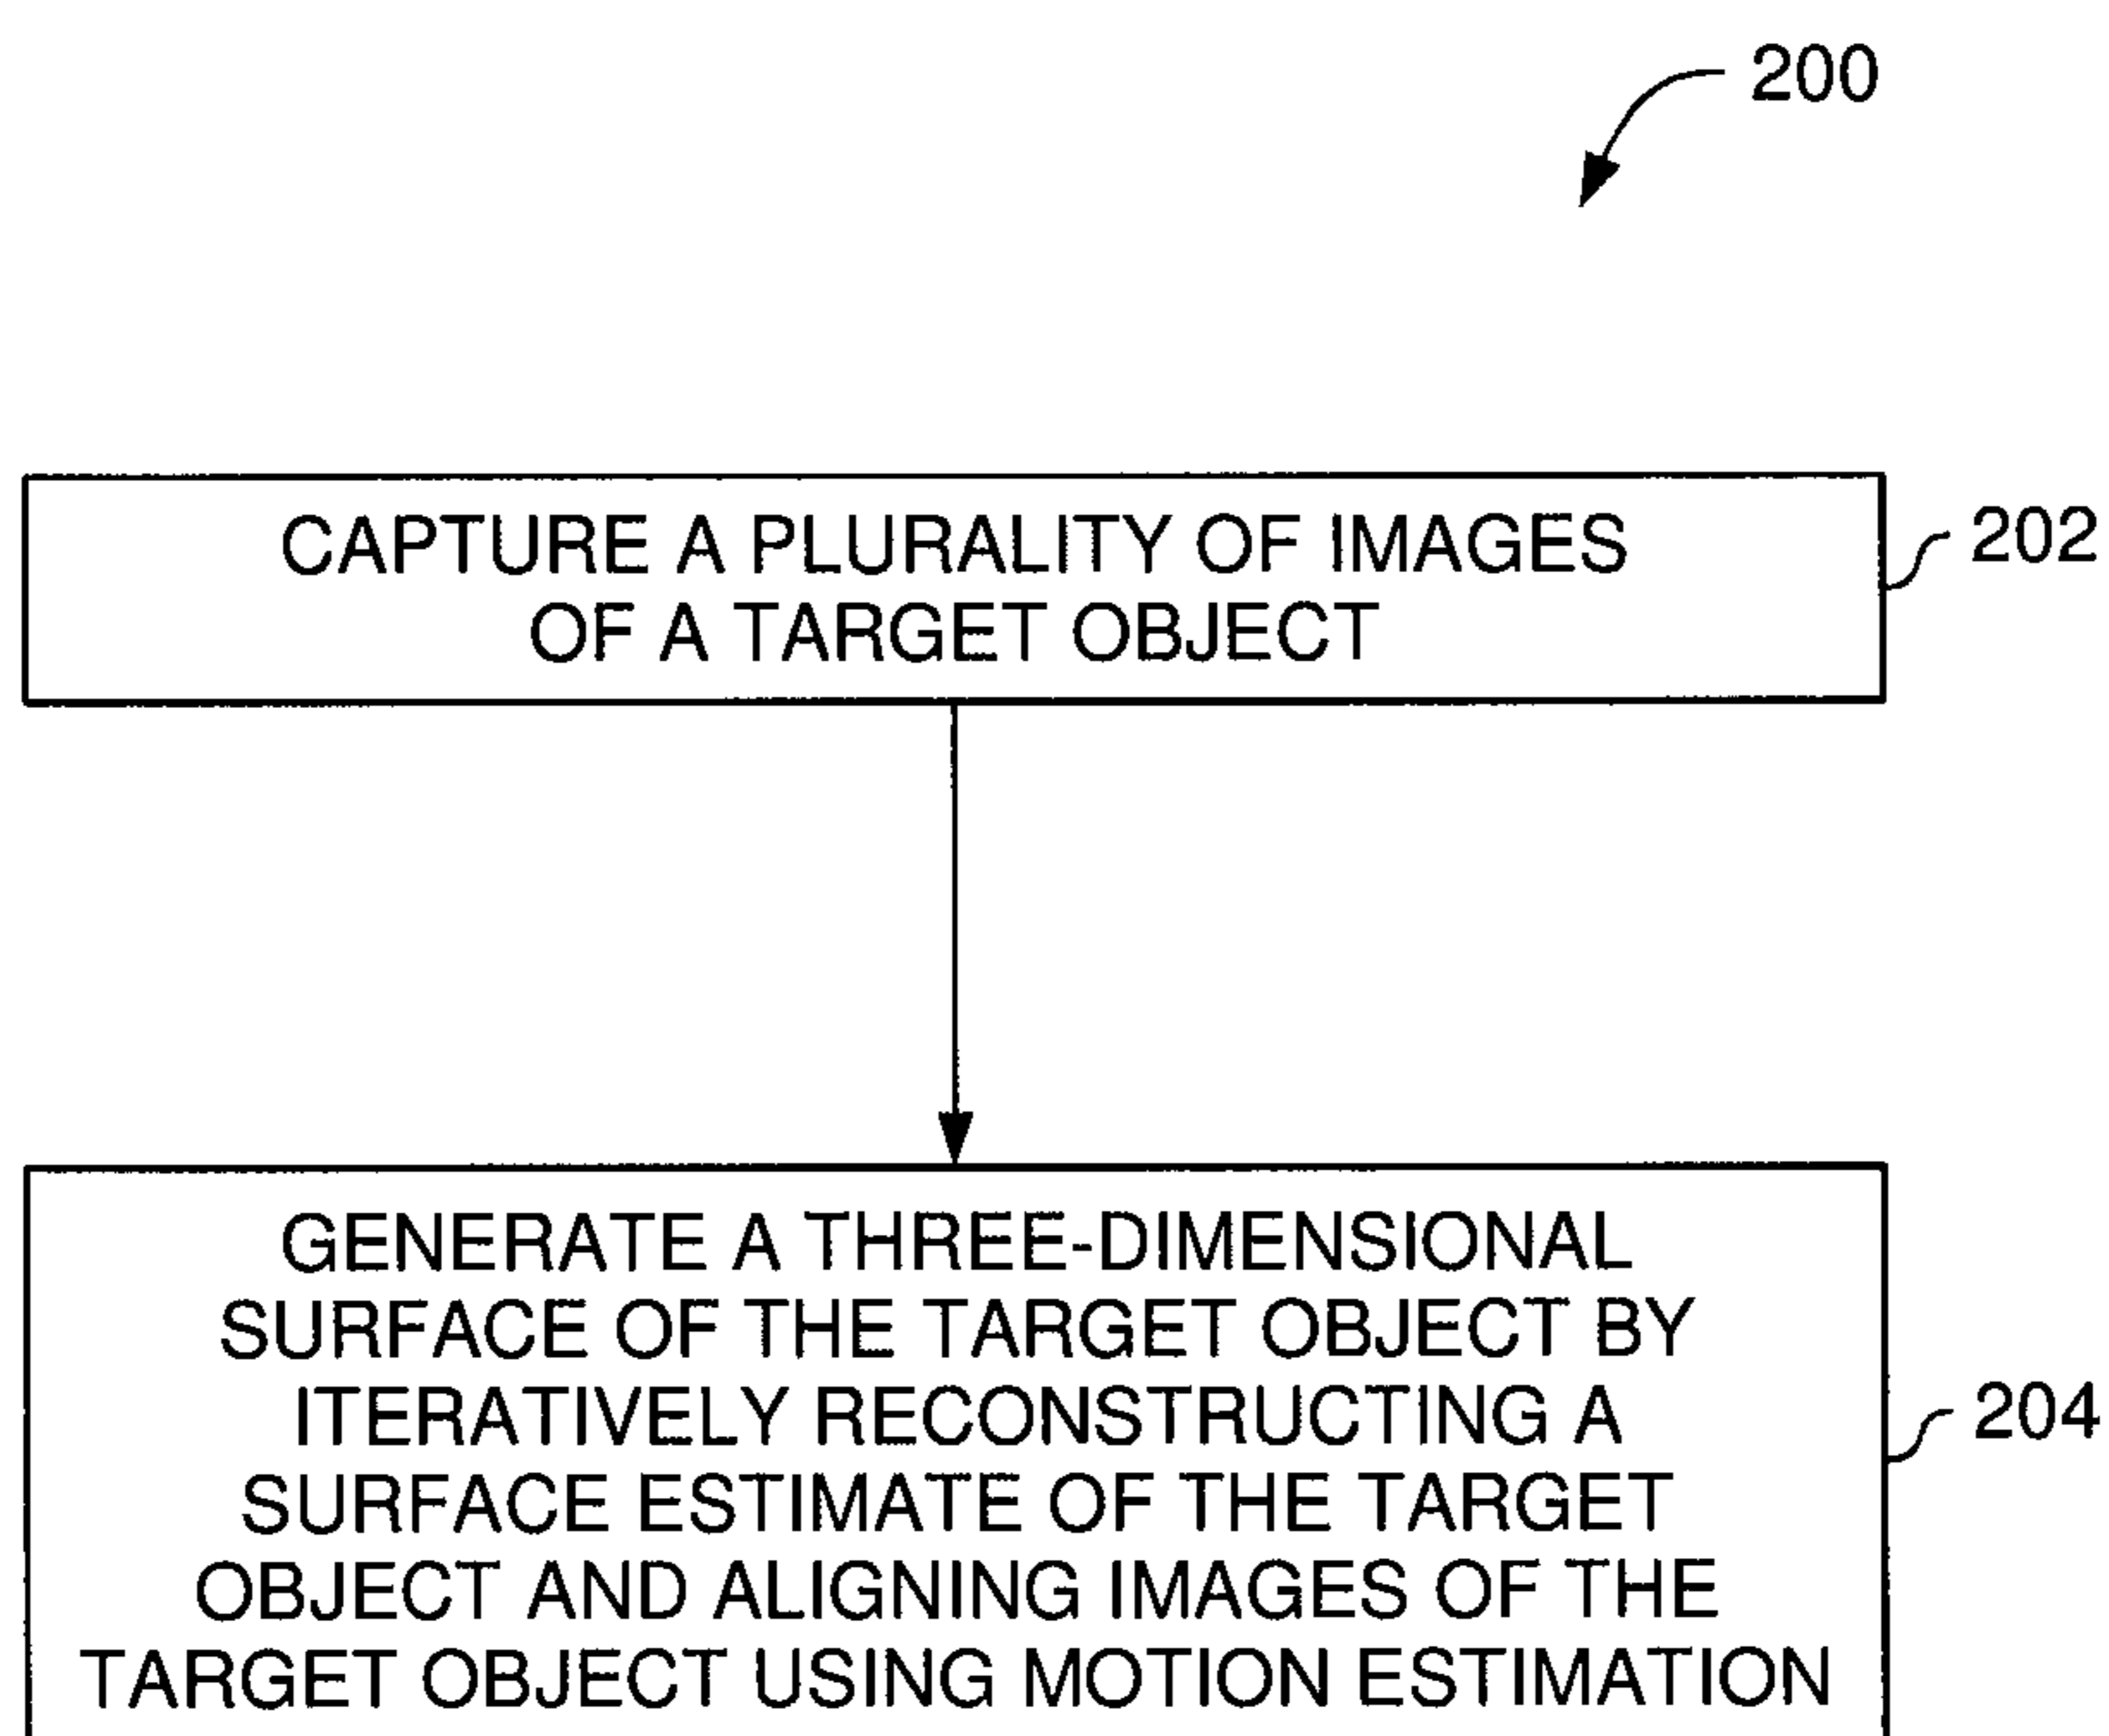 200
CAPTURE A PLURALITY OF IMAGES
OF A TARGET OBJECT
202
GENERATE A THREE-DIMENSIONAL
SURFACE OF THE TARGET OBJECT BY
ITERATIVELY RECONSTRUCTING A
SURFACE ESTIMATE OF THE TARGET
OBJECT AND ALIGNING IMAGES OF THE
TARGET OBJECT USING MOTION ESTIMATION
204